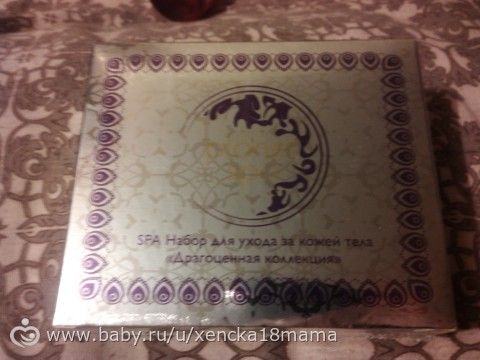 SPA Набор для ухода за кожей тела
«Драгоценная коллекция»
www.baby.ru/u/xencka18mama